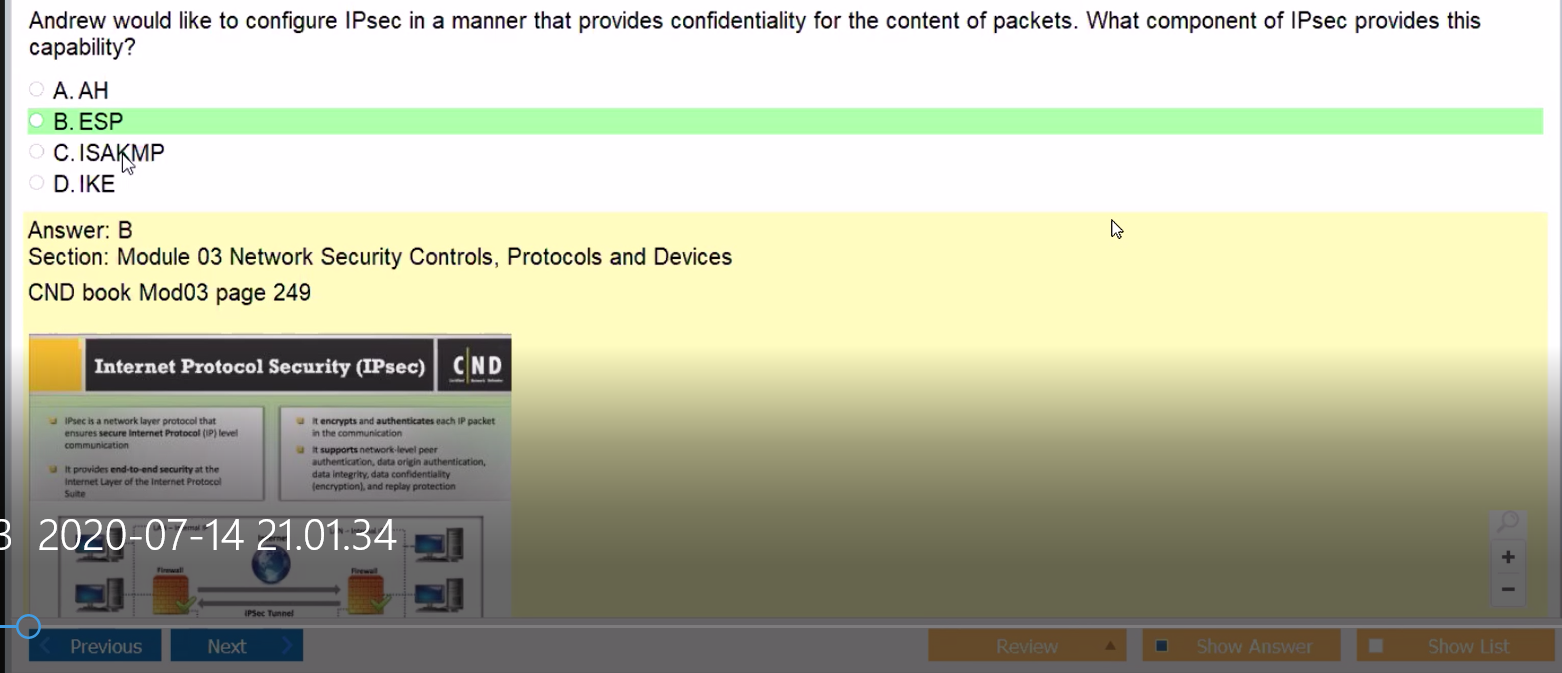 Andrew would like to configure IPsec in a manner that provides confidentiality for the content of packets. What component of IPsec provides this
capability?
A. AH
B. ESP
C. ISAKMP
D. IKE
Answer: B
Section: Module 03 Network Security Controls, Protocols and Devices
CND book Mod03 page 249
Internet Protocol Security (IPsec)
CND
IPsec is a network layer protocol that
ensures secure Internet Protocol (IP) level
communication
It provides end-to-end security at the
Internet Layer of the Internet Protocol
Suite
It encrypts and authenticates each IP packet
in the communication
It supports network-level peer
authentication, data origin authentication,
data integrity, data confidentiality
(encryption), and replay protection
3 2020-07-14 21.01.34
Firewall
Firewall
IPSec Tunnel
Previous
Next
Review
Show Answer
Show List